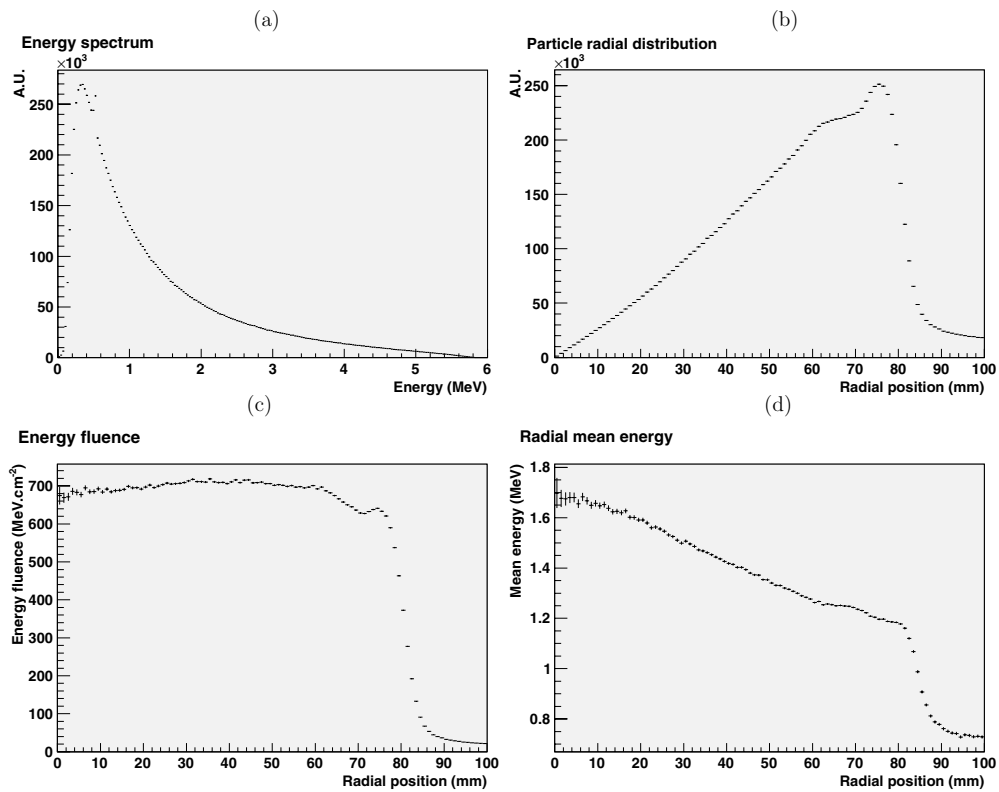 (a)
Energy spectrum
×10³
A.U.
250
200
150
100
50
0
0 1 2 3 4 5 6
Energy (MeV)
(b)
Particle radial distribution
×10³
A.U.
250
200
150
100
50
0
0 10 20 30 40 50 60 70 80 90 100
Radial position (mm)
(c)
Energy fluence
Energy fluence (MeV.cm⁻²)
700
600
500
400
300
200
100
0
0 10 20 30 40 50 60 70 80 90 100
Radial position (mm)
(d)
Radial mean energy
Mean energy (MeV)
1.8
1.6
1.4
1.2
1
0.8
0 10 20 30 40 50 60 70 80 90 100
Radial position (mm)